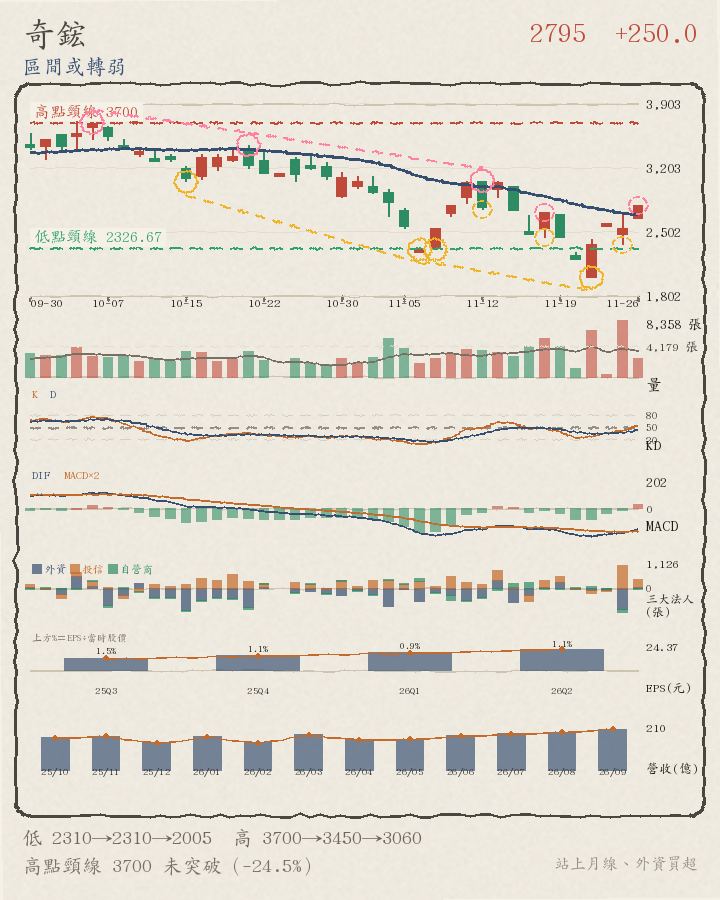 奇鋐
2795 +250.0
區間或轉弱
高點頸線 3700
3,903
3,203
低點頸線 2326.67
2,502
1,802
09-30 10-07 10-15 10-22 10-30 11-05 11-12 11-19 11-26
8,358 張
4,179 張
量
K D
80
50
20
KD
DIF MACD×2
202
0
MACD
外資 投信 自營商
1,126
0
三大法人
(張)
上方%=EPS÷當時股價
1.5% 1.1% 0.9% 1.1%
24.37
25Q3 25Q4 26Q1 26Q2
EPS(元)
210
25/10 25/11 25/12 26/01 26/02 26/03 26/04 26/05 26/06 26/07 26/08 26/09
營收(億)
低 2310→2310→2005 高 3700→3450→3060
高點頸線 3700 未突破 (-24.5%)
站上月線、外資買超